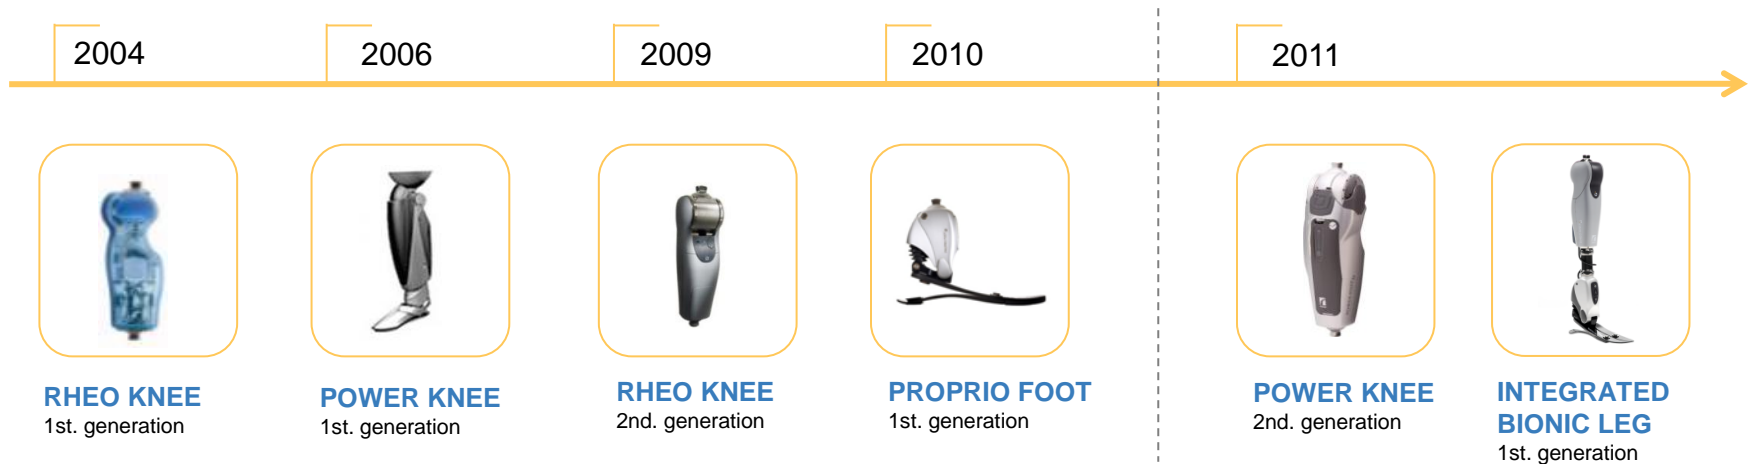 2004
2006
2009
2010
2011
RHEO KNEE
1st. generation
POWER KNEE
1st. generation
RHEO KNEE
2nd. generation
PROPRIO FOOT
1st. generation
POWER KNEE
2nd. generation
INTEGRATED
BIONIC LEG
1st. generation